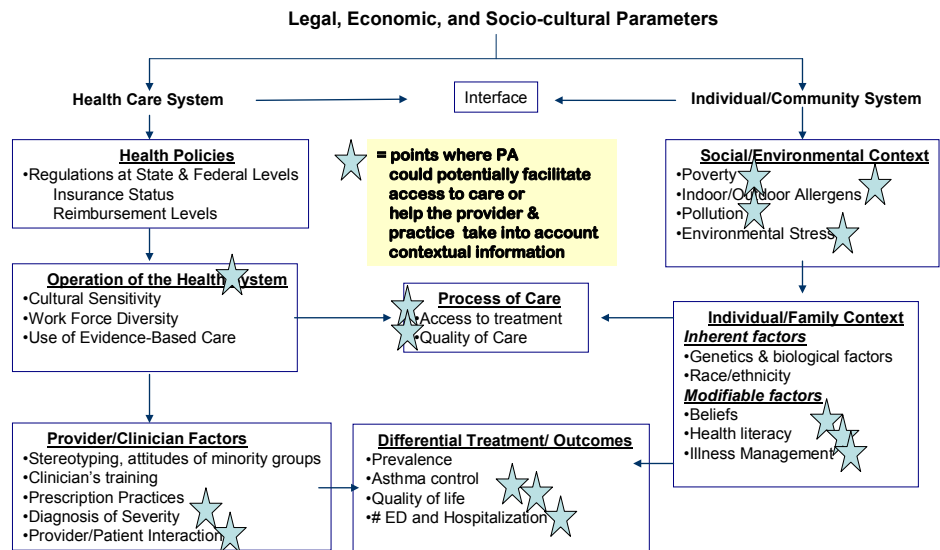 Legal, Economic, and Socio-cultural Parameters
Health Care System
Interface
Individual/Community System
Health Policies
•Regulations at State & Federal Levels
Insurance Status
Reimbursement Levels
= points where PA
could potentially facilitate
access to care or
help the provider &
practice take into account
contextual information
Social/Environmental Context
•Poverty
•Indoor/Outdoor Allergens
•Pollution
•Environmental Stress
Operation of the Health System
•Cultural Sensitivity
•Work Force Diversity
•Use of Evidence-Based Care
Process of Care
•Access to treatment
•Quality of Care
Individual/Family Context
Inherent factors
•Genetics & biological factors
•Race/ethnicity
Modifiable factors
•Beliefs
•Health literacy
•Illness Management
Provider/Clinician Factors
•Stereotyping, attitudes of minority groups
•Clinician's training
•Prescription Practices
•Diagnosis of Severity
•Provider/Patient Interaction
Differential Treatment/ Outcomes
•Prevalence
•Asthma control
•Quality of life
•# ED and Hospitalization